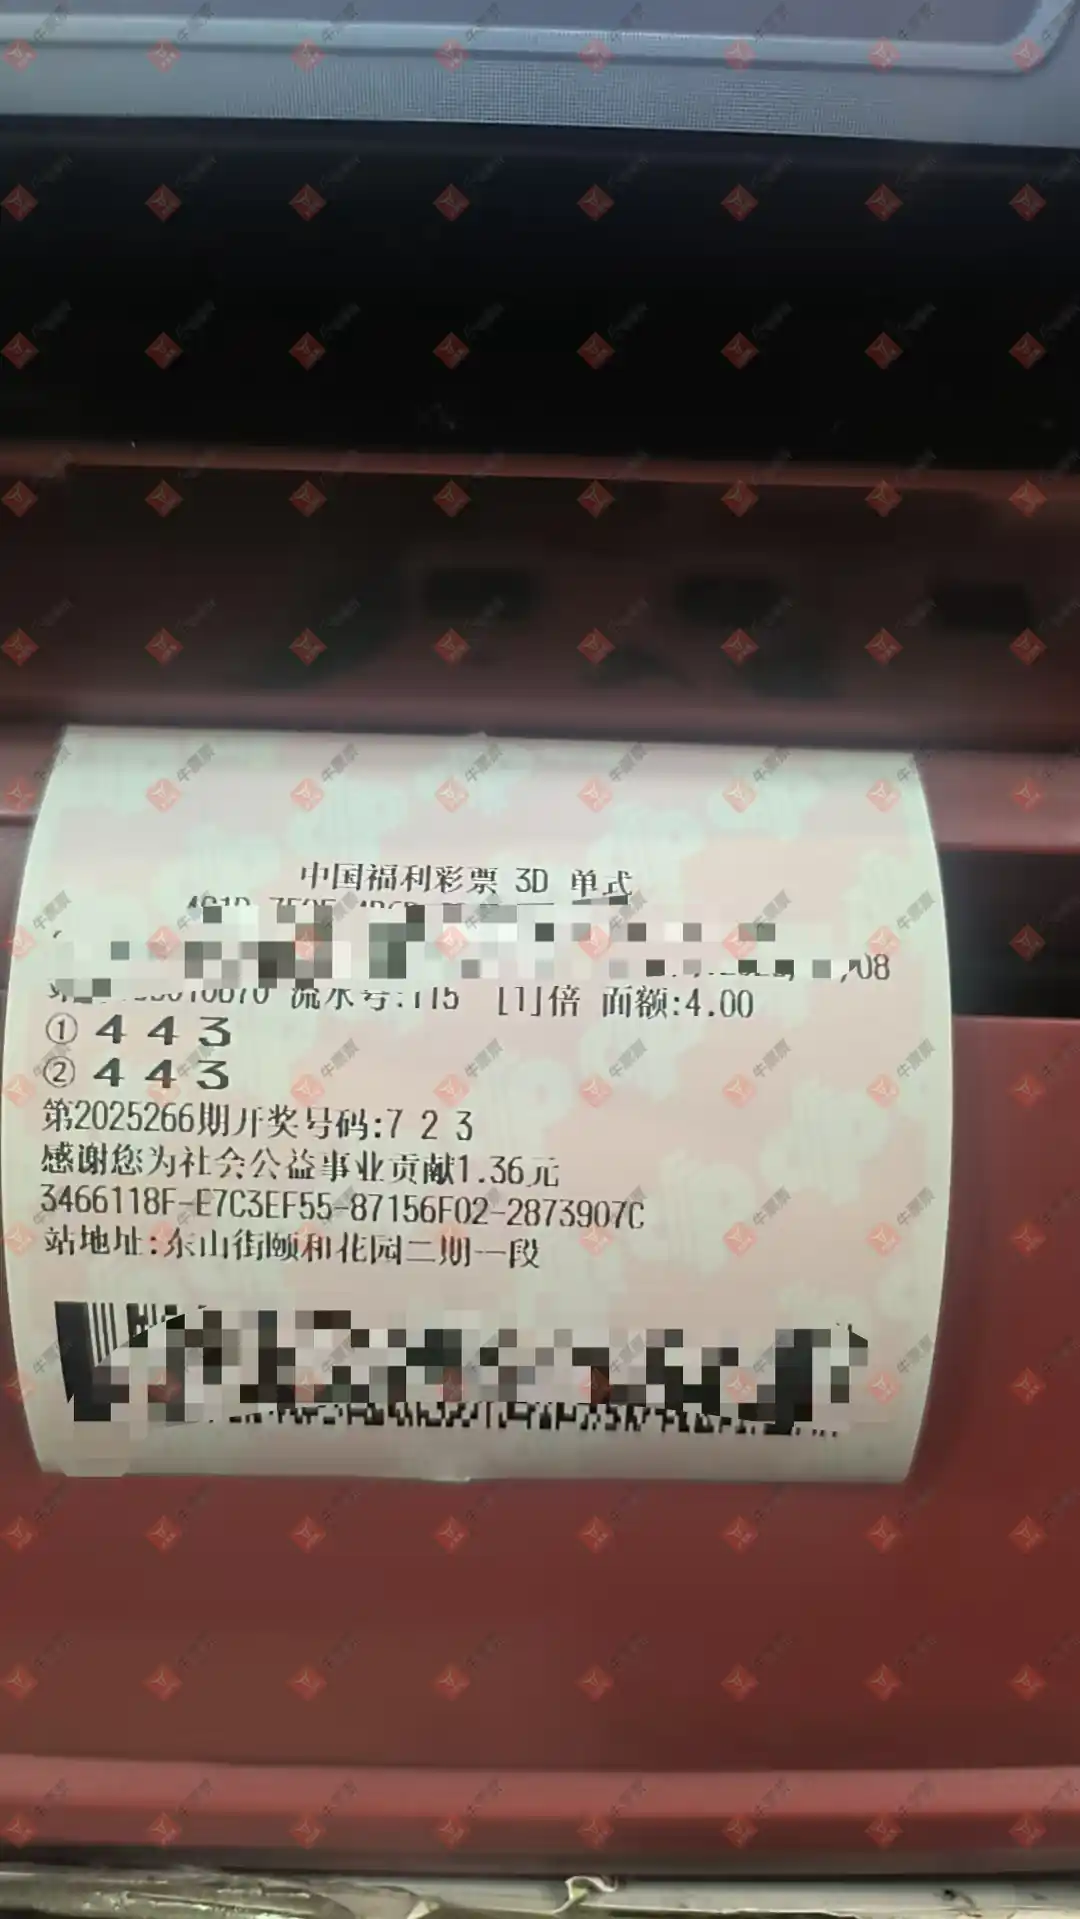 中国福利彩票 3D 单式
08
流水号:115 [1]倍 面额:4.00
① 4 4 3
② 4 4 3
第2025266期开奖号码:7 2 3
感谢您为社会公益事业贡献1.36元
3466118F-E7C3EF55-87156F02-2873907C
站地址:东山街颐和花园二期一段
牛票票